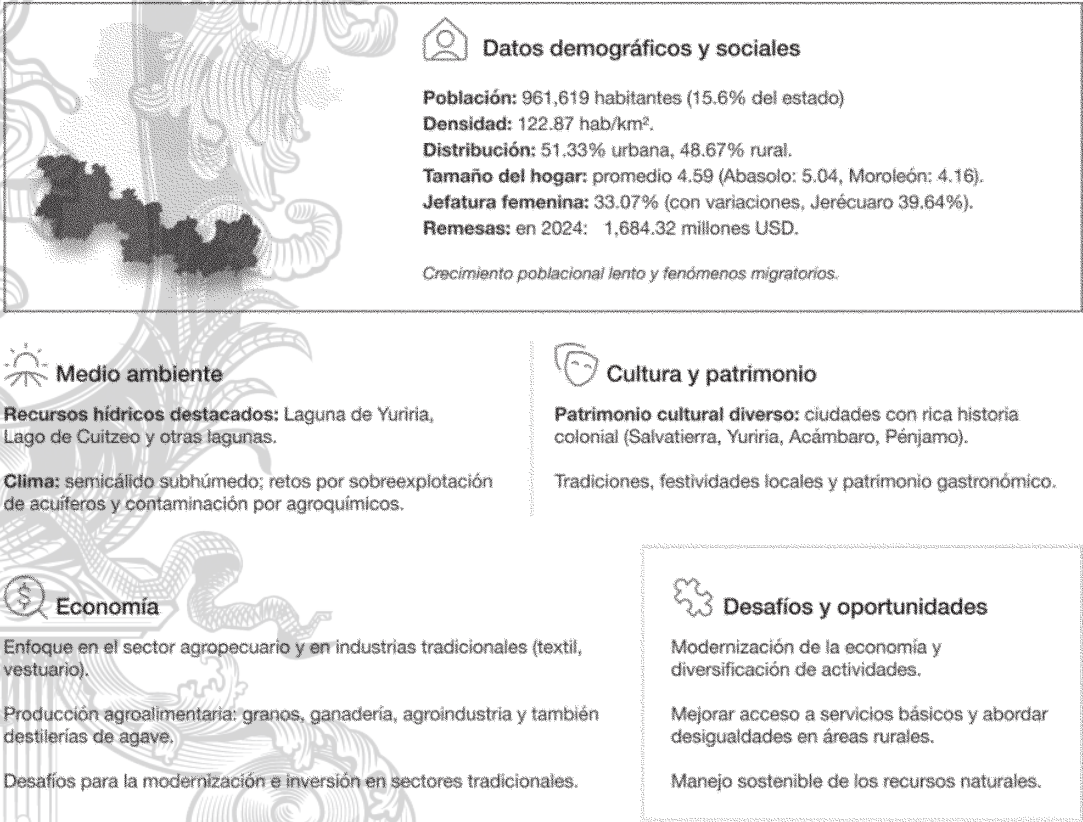 Datos demográficos y sociales
Población: 961,619 habitantes (15.6% del estado)
Densidad: 122.87 hab/km².
Distribución: 51.33% urbana, 48.67% rural.
Tamaño del hogar: promedio 4.59 (Abasolo: 5.04, Moroleón: 4.16).
Jefatura femenina: 33.07% (con variaciones, Jerécuaro 39.64%).
Remesas: en 2024: 1,684.32 millones USD.
Crecimiento poblacional lento y fenómenos migratorios.
Medio ambiente
Recursos hídricos destacados: Laguna de Yuriria,
Lago de Cuitzeo y otras lagunas.
Clima: semicálido subhúmedo; retos por sobreexplotación
de acuíferos y contaminación por agroquímicos.
Cultura y patrimonio
Patrimonio cultural diverso: ciudades con rica historia
colonial (Salvatierra, Yuriria, Acámbaro, Pénjamo).
Tradiciones, festividades locales y patrimonio gastronómico.
Economía
Enfoque en el sector agropecuario y en industrias tradicionales (textil,
vestuario).
Producción agroalimentaria: granos, ganadería, agroindustria y también
destilerías de agave.
Desafíos para la modernización e inversión en sectores tradicionales.
Desafíos y oportunidades
Modernización de la economía y
diversificación de actividades.
Mejorar acceso a servicios básicos y abordar
desigualdades en áreas rurales.
Manejo sostenible de los recursos naturales.